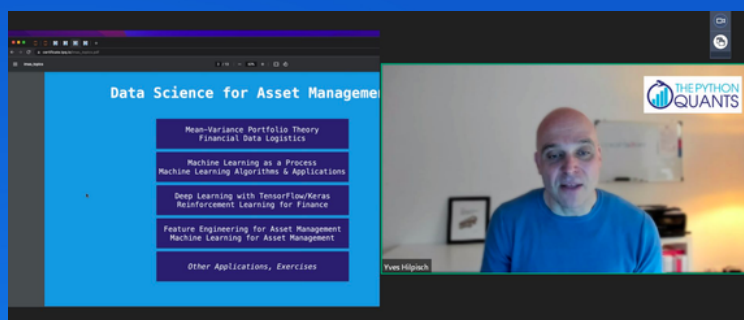 Data Science for Asset Manageme
Mean-Variance Portfolio Theory
Financial Data Logistics
Machine Learning as a Process
Machine Learning Algorithms & Applications
Deep Learning with TensorFlow/Keras
Reinforcement Learning for Finance
Feature Engineering for Asset Management
Machine Learning for Asset Management
Other Applications, Exercises
THE PYTHON
QUANTS
Yves Hilpisch